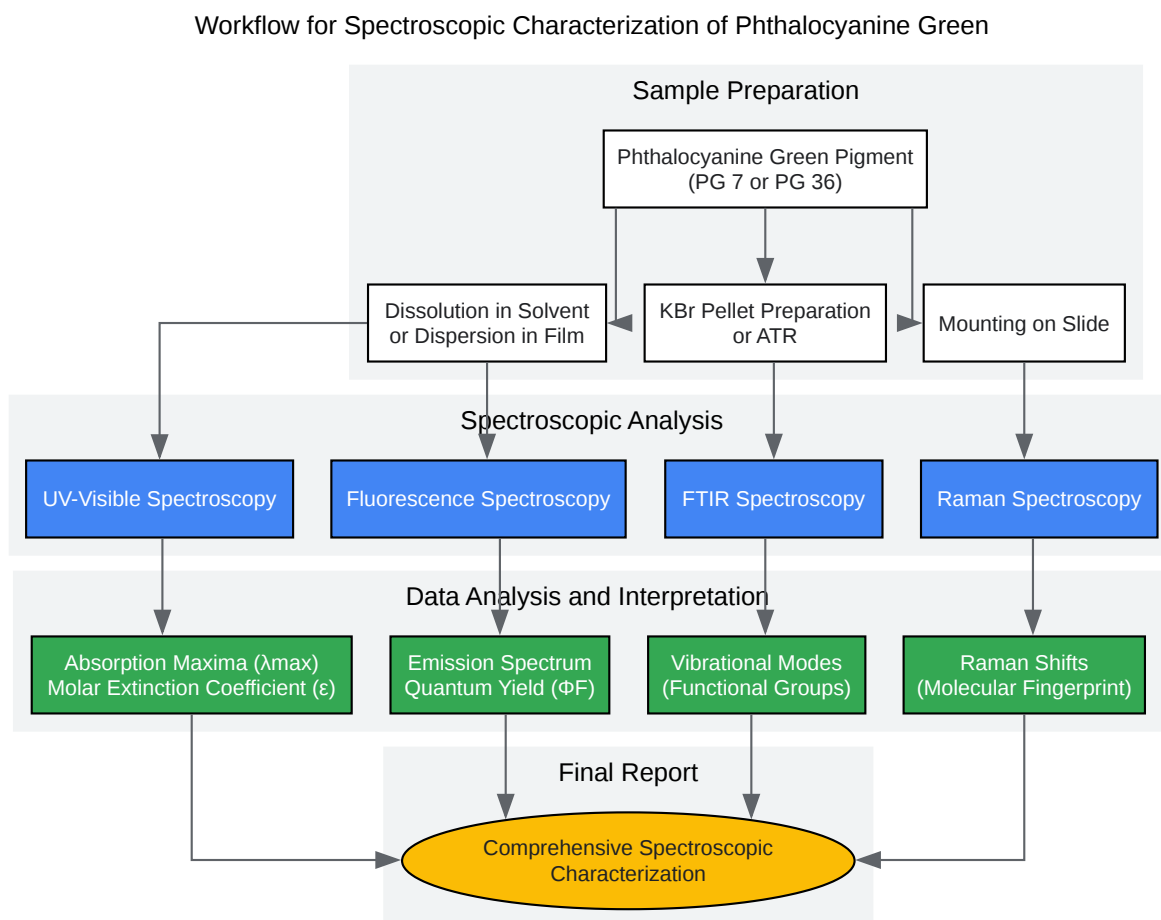 Workflow for Spectroscopic Characterization of Phthalocyanine Green
Sample Preparation
Phthalocyanine Green Pigment
(PG 7 or PG 36)
Dissolution in Solvent
or Dispersion in Film
KBr Pellet Preparation
or ATR
Mounting on Slide
Spectroscopic Analysis
UV-Visible Spectroscopy
Fluorescence Spectroscopy
FTIR Spectroscopy
Raman Spectroscopy
Data Analysis and Interpretation
Absorption Maxima (λmax)
Molar Extinction Coefficient (ε)
Emission Spectrum
Quantum Yield (ΦF)
Vibrational Modes
(Functional Groups)
Raman Shifts
(Molecular Fingerprint)
Final Report
Comprehensive Spectroscopic
Characterization